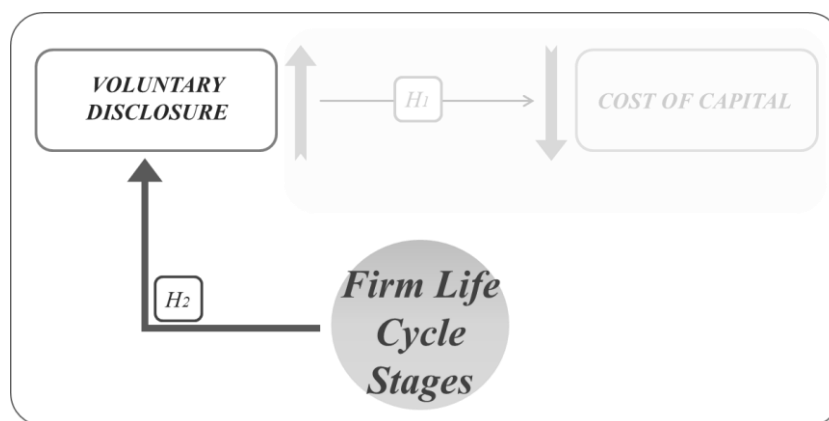 VOLUNTARY
DISCLOSURE
H1
COST OF CAPITAL
H2
Firm Life
Cycle
Stages